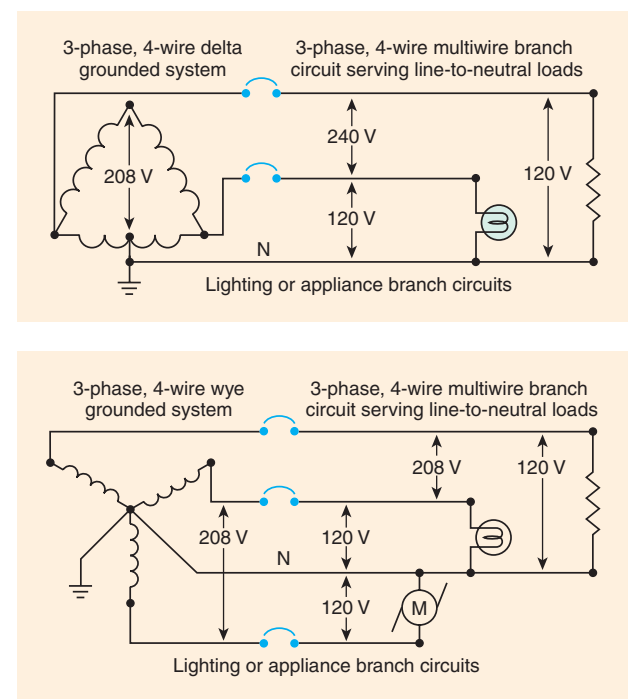 3-phase, 4-wire delta
grounded system
3-phase, 4-wire multiwire branch
circuit serving line-to-neutral loads
240 V
208 V
120 V
120 V
N
Lighting or appliance branch circuits
3-phase, 4-wire wye
grounded system
3-phase, 4-wire multiwire branch
circuit serving line-to-neutral loads
208 V
120 V
208 V
120 V
N
120 V
M
Lighting or appliance branch circuits